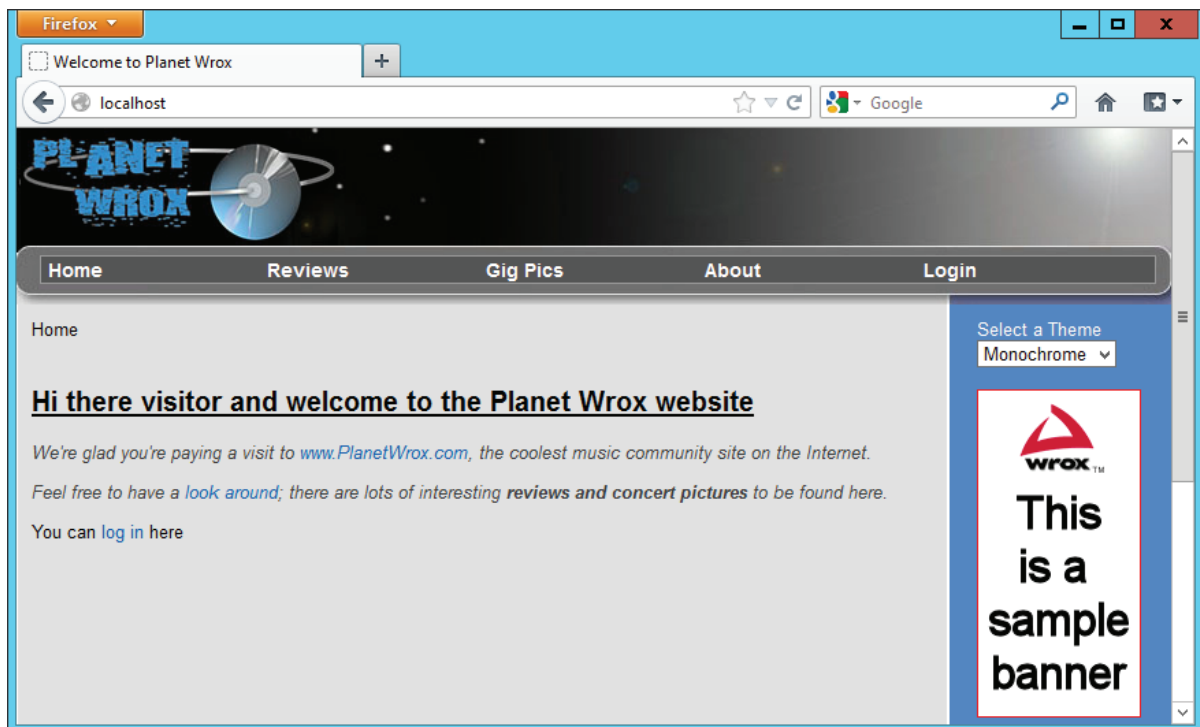 Firefox
Welcome to Planet Wrox
localhost
Google
PLANET
WROX
Home Reviews Gig Pics About Login
Home
Select a Theme
Monochrome
Hi there visitor and welcome to the Planet Wrox website
We're glad you're paying a visit to www.PlanetWrox.com, the coolest music community site on the Internet.
Feel free to have a look around; there are lots of interesting reviews and concert pictures to be found here.
You can log in here
wrox TM
This
is a
sample
banner